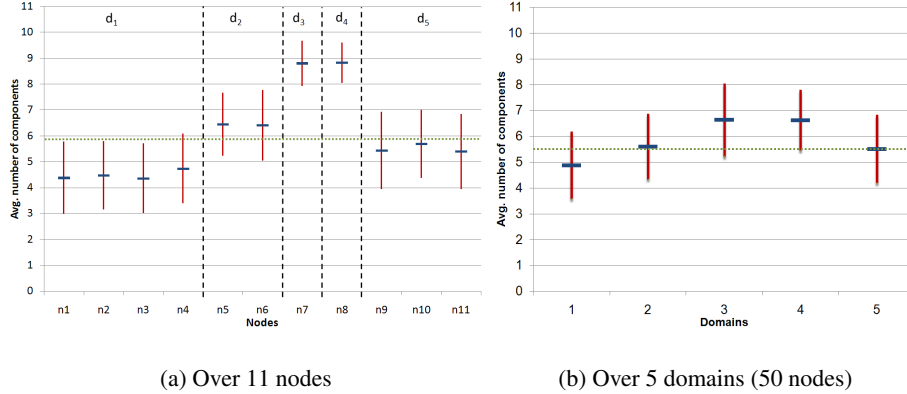 d1 d2 d3 d4 d5
11
10
9
8
7
6
5
4
3
2
1
0
Avg. number of components
n1 n2 n3 n4 n5 n6 n7 n8 n9 n10 n11
Nodes
(a) Over 11 nodes
11
10
9
8
7
6
5
4
3
2
1
0
Avg. number of components
1 2 3 4 5
Domains
(b) Over 5 domains (50 nodes)